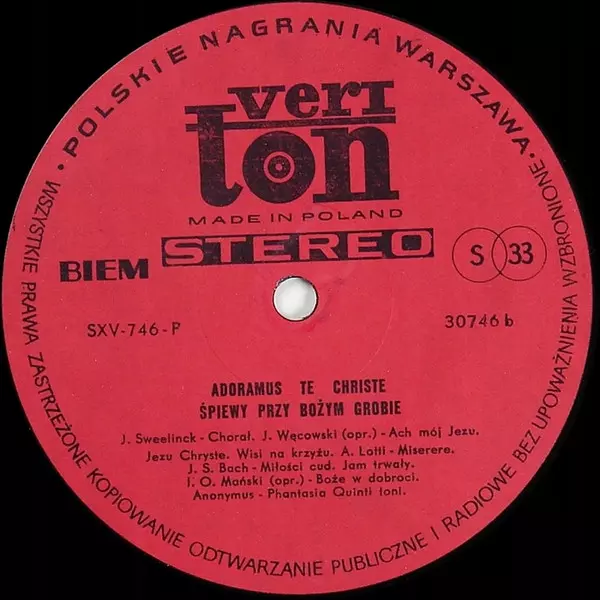 • POLSKIE NAGRANIA WARSZAWA •
veriton
MADE IN POLAND
STEREO
BIEM
S 33
SXV-746-P
30746 b
ADORAMUS TE CHRISTE
ŚPIEWY PRZY BOŻYM GROBIE
J. Sweelinck - Chorał. J. Węcowski (opr.) - Ach mój Jezu.
Jezu Chryste. Wisi na krzyżu. A. Lotti - Miserere.
J. S. Bach - Miłości cud. Jam trwały.
I. O. Mański (opr.) - Boże w dobroci.
Anonymus - Phantasia Quinti toni.
WSZYSTKIE PRAWA ZASTRZEŻONE KOPIOWANIE ODTWARZANIE PUBLICZNE I RADIOWE BEZ UPOWAŻNIENIA WZBRONIONE